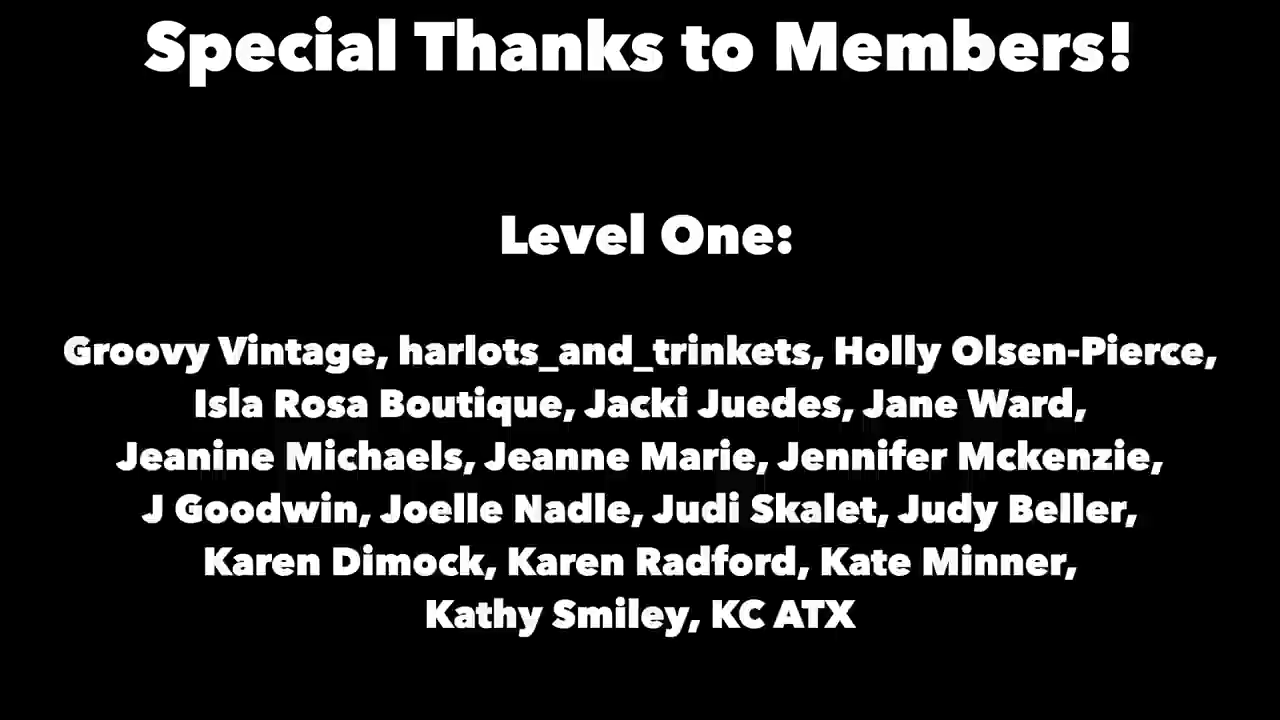 Special Thanks to Members!
Level One:
Groovy Vintage, harlots_and_trinkets, Holly Olsen-Pierce,
Isla Rosa Boutique, Jacki Juedes, Jane Ward,
Jeanine Michaels, Jeanne Marie, Jennifer Mckenzie,
J Goodwin, Joelle Nadle, Judi Skalet, Judy Beller,
Karen Dimock, Karen Radford, Kate Minner,
Kathy Smiley, KC ATX